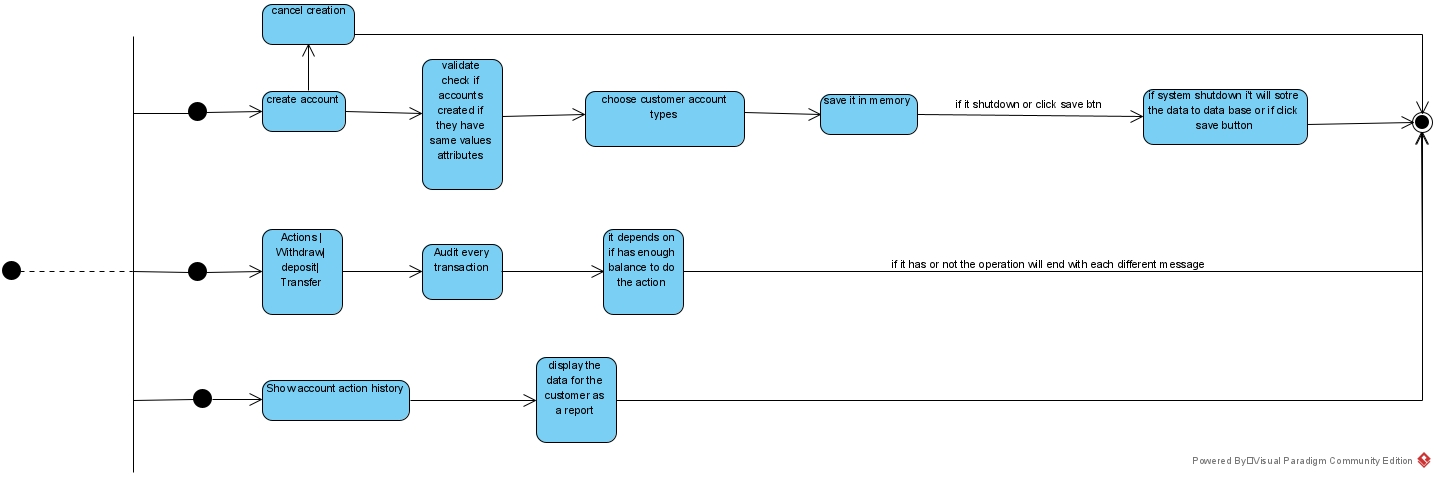 cancel creation
create account
validate
check if
accounts
created if
they have
same values
attributes
choose customer account
types
save it in memory
if it shutdown or click save btn
if system shutdown i't will sotre
the data to data base or if click
save button
Actions |
Withdraw|
deposit|
Transfer
Audit every
transaction
it depends on
if has enough
balance to do
the action
if it has or not the operation will end with each different message
Show account action history
display the
data for the
customer as
a report
Powered By Visual Paradigm Community Edition